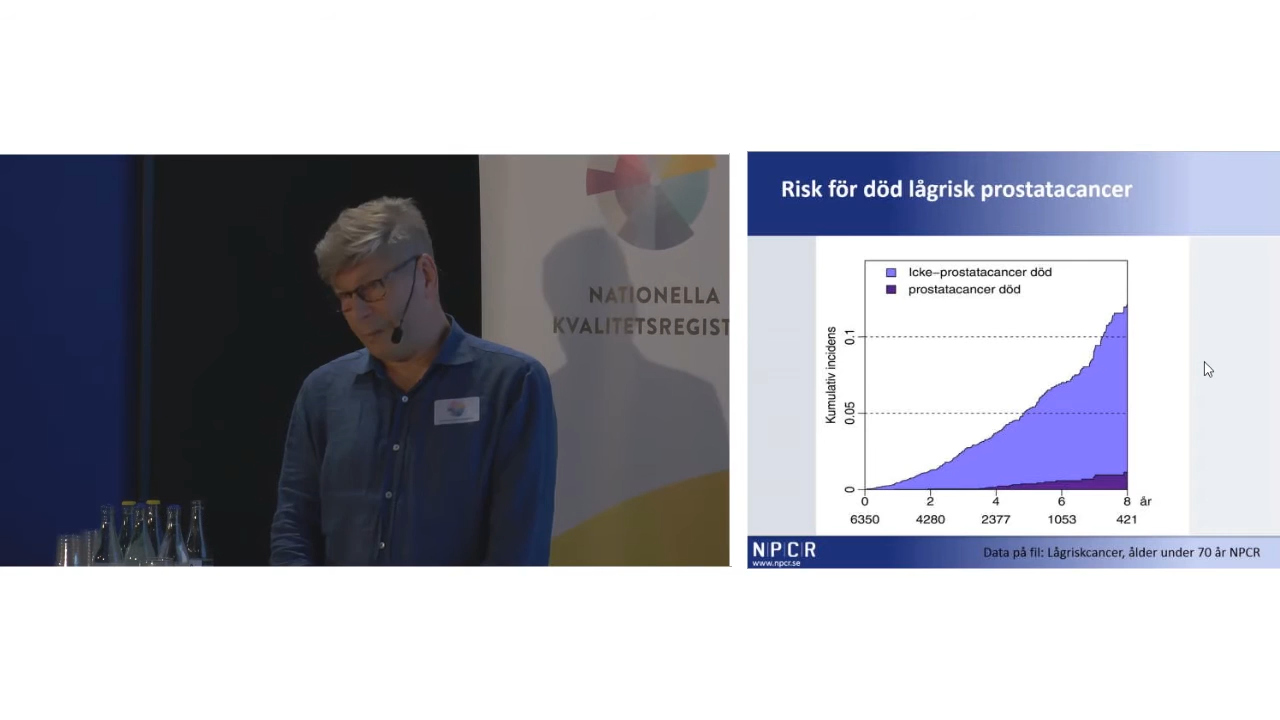 NATIONELLA
KVALITETSREGIST
Risk för död lågrisk prostatacancer
Icke–prostatacancer död
prostatacancer död
Kumulativ incidens
0.1
0.05
0
0 2 4 6 8 år
6350 4280 2377 1053 421
N|P|C|R
www.npcr.se
Data på fil: Lågriskcancer, ålder under 70 år NPCR